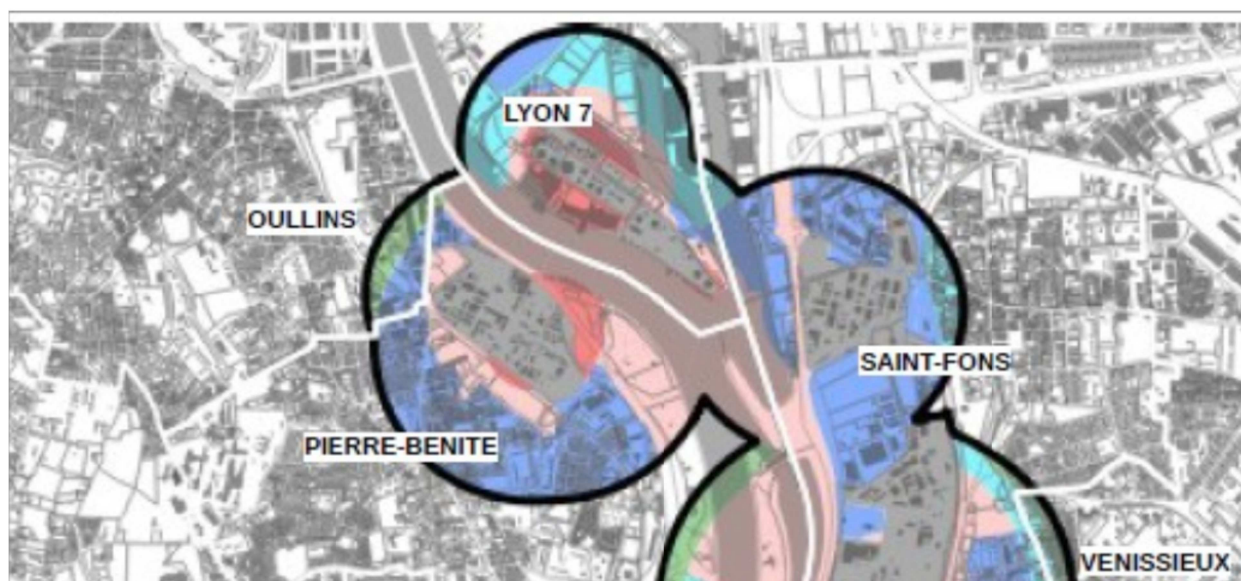 LYON 7
OULLINS
SAINT-FONS
PIERRE-BENITE
VENISSIEUX